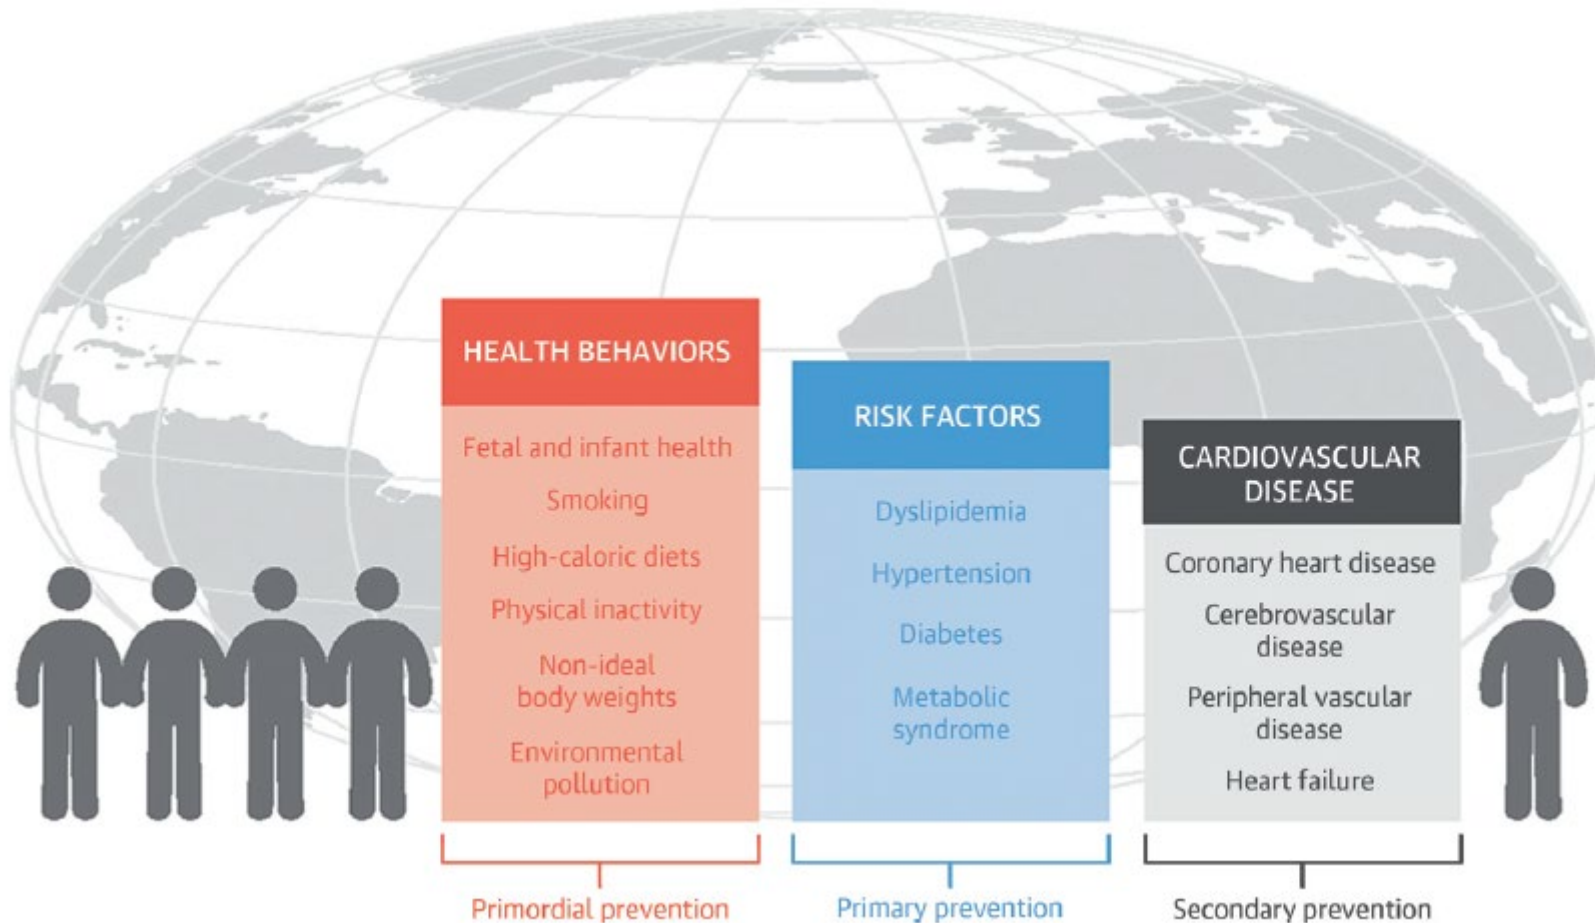 HEALTH BEHAVIORS
Fetal and infant health
Smoking
High-caloric diets
Physical inactivity
Non-ideal
body weights
Environmental
pollution
Primordial prevention
RISK FACTORS
Dyslipidemia
Hypertension
Diabetes
Metabolic
syndrome
Primary prevention
CARDIOVASCULAR
DISEASE
Coronary heart disease
Cerebrovascular
disease
Peripheral vascular
disease
Heart failure
Secondary prevention